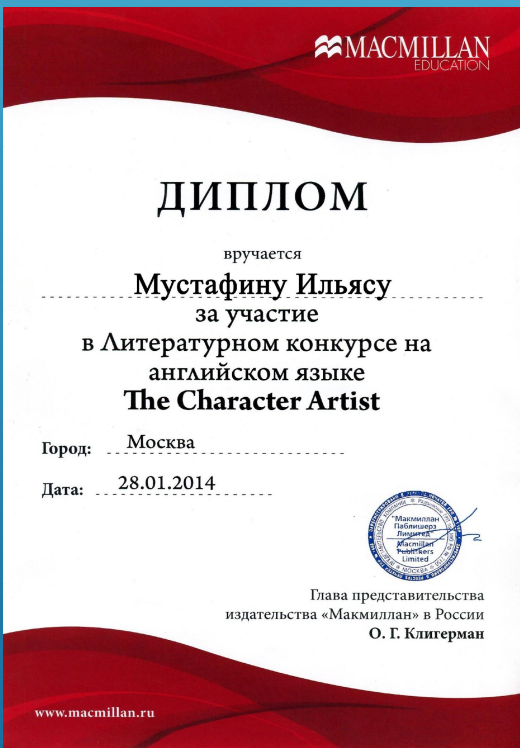 MACMILLAN
EDUCATION
ДИПЛОМ
вручается
Мустафину Ильясу
за участие
в Литературном конкурсе на
английском языке
The Character Artist
Город: Москва
Дата: 28.01.2014
"Макмиллан
Паблишерз
Лимитед"
Macmillan
Publishers
Limited
МОСКВА
Глава представительства
издательства «Макмиллан» в России
О. Г. Клигерман
www.macmillan.ru